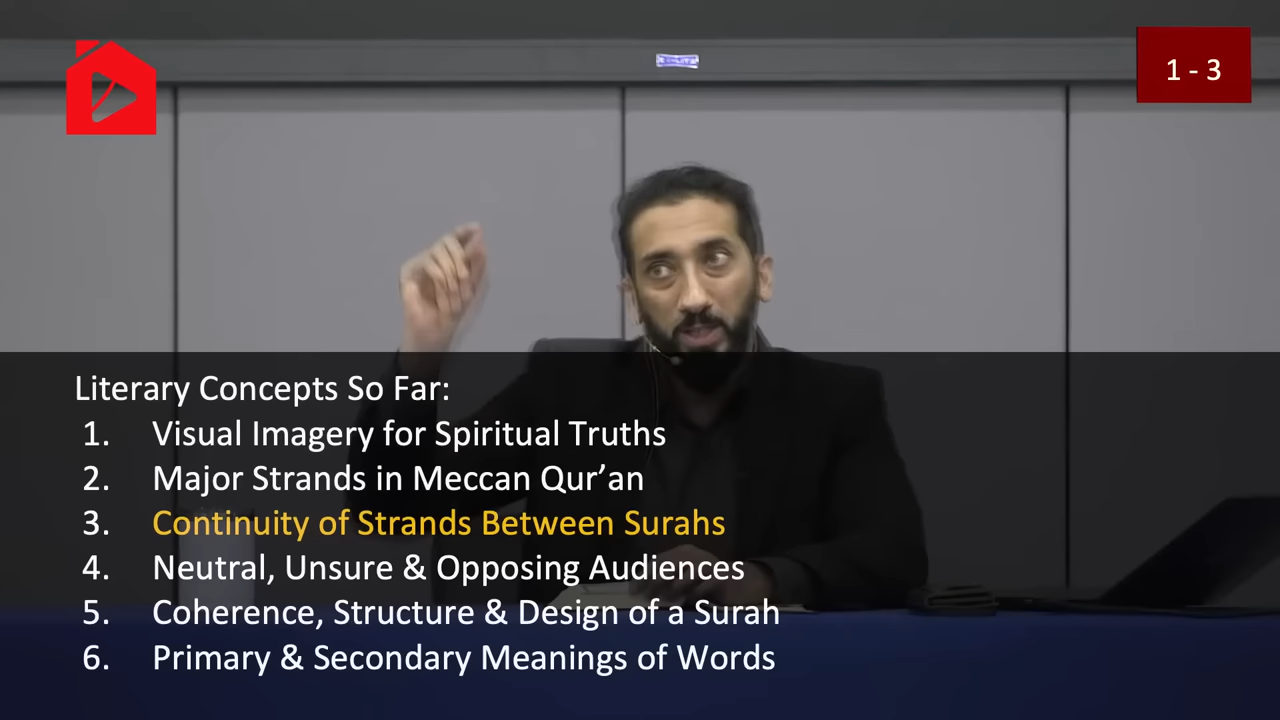 1 - 3
Literary Concepts So Far:
1. Visual Imagery for Spiritual Truths
2. Major Strands in Meccan Qur’an
3. Continuity of Strands Between Surahs
4. Neutral, Unsure & Opposing Audiences
5. Coherence, Structure & Design of a Surah
6. Primary & Secondary Meanings of Words